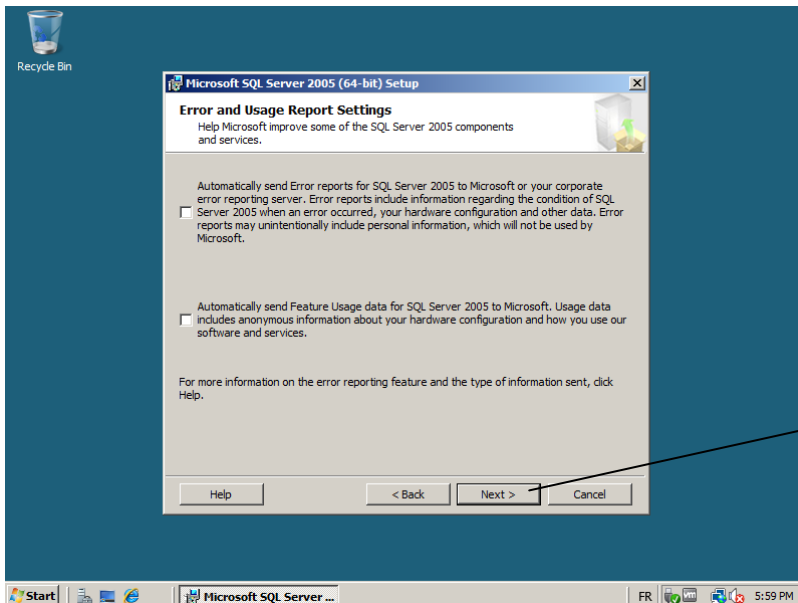 Recycle Bin
Microsoft SQL Server 2005 (64-bit) Setup
Error and Usage Report Settings
Help Microsoft improve some of the SQL Server 2005 components
and services.
Automatically send Error reports for SQL Server 2005 to Microsoft or your corporate
error reporting server. Error reports include information regarding the condition of SQL
Server 2005 when an error occurred, your hardware configuration and other data. Error
reports may unintentionally include personal information, which will not be used by
Microsoft.
Automatically send Feature Usage data for SQL Server 2005 to Microsoft. Usage data
includes anonymous information about your hardware configuration and how you use our
software and services.
For more information on the error reporting feature and the type of information sent, click
Help.
Help
< Back
Next >
Cancel
Start
Microsoft SQL Server ...
FR
vm
5:59 PM